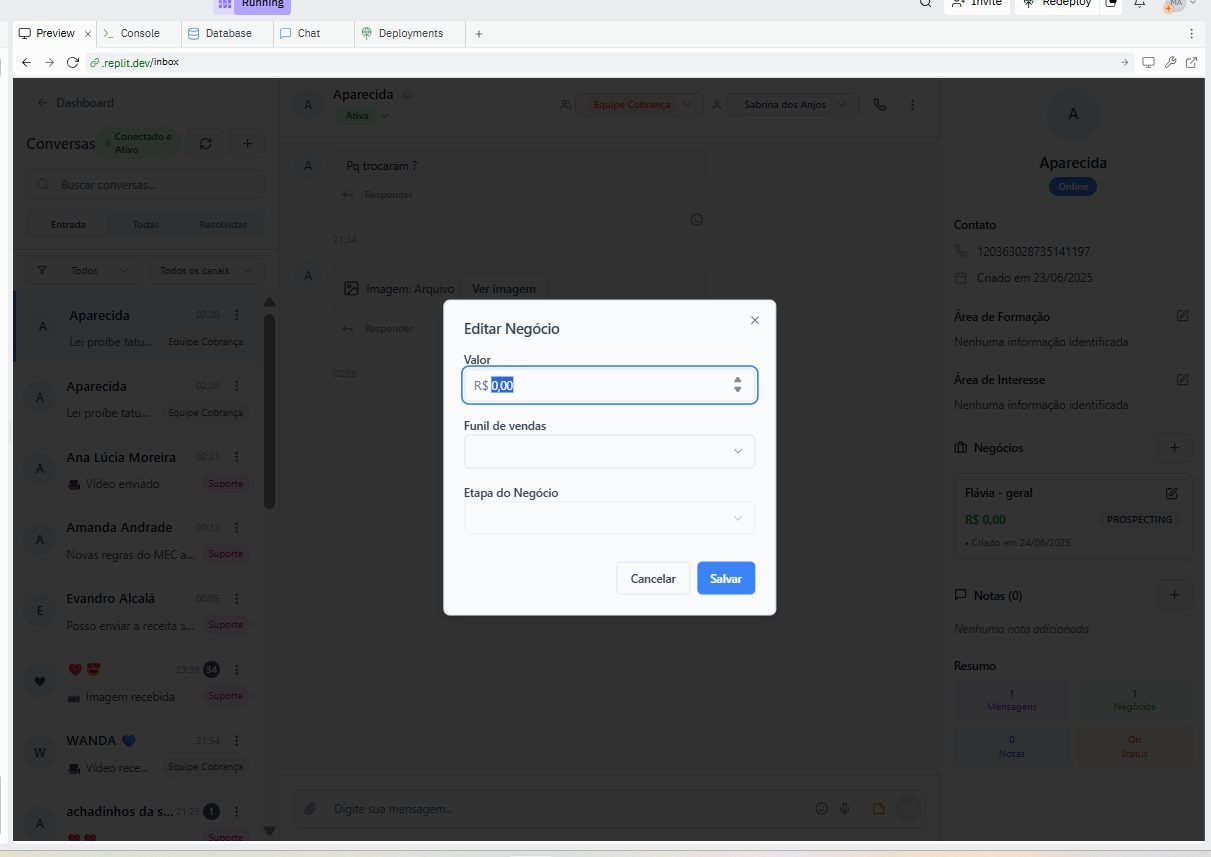 Running
Invite
Redeploy
MA
Preview
Console
Database
Chat
Deployments
.replit.dev/inbox
Dashboard
Conversas
Conectado e Ativo
Buscar conversas...
Entrada
Todas
Resolvidas
Todos
Todos os canais
A
Aparecida
02:28
Lei proíbe tatu...
Equipe Cobrança
A
Aparecida
02:28
Lei proíbe tatu...
Equipe Cobrança
A
Ana Lúcia Moreira
02:21
Vídeo enviado
Suporte
A
Amanda Andrade
00:12
Novas regras do MEC a...
Suporte
E
Evandro Alcalá
00:05
Posso enviar a receita s...
Suporte
23:39
34
Imagem recebida
Suporte
W
WANDA
21:54
Vídeo rece...
Equipe Cobrança
A
achadinhos da s...
21:23
1
Suporte
A
Aparecida
Ativa
Equipe Cobrança
Sabrina dos Anjos
A
Pq trocaram ?
Responder
21:34
A
Imagem: Arquivo
Ver imagem
Responder
02:28
Editar Negócio
Valor
R$ 0,00
Funil de vendas
Etapa do Negócio
Cancelar
Salvar
Digite sua mensagem...
A
Aparecida
Online
Contato
120363028735141197
Criado em 23/06/2025
Área de Formação
Nenhuma informação identificada
Área de Interesse
Nenhuma informação identificada
Negócios
Flávia - geral
R$ 0,00
PROSPECTING
• Criado em 24/06/2025
Notas (0)
Nenhuma nota adicionada
Resumo
1
Mensagens
1
Negócios
0
Notas
On
Status